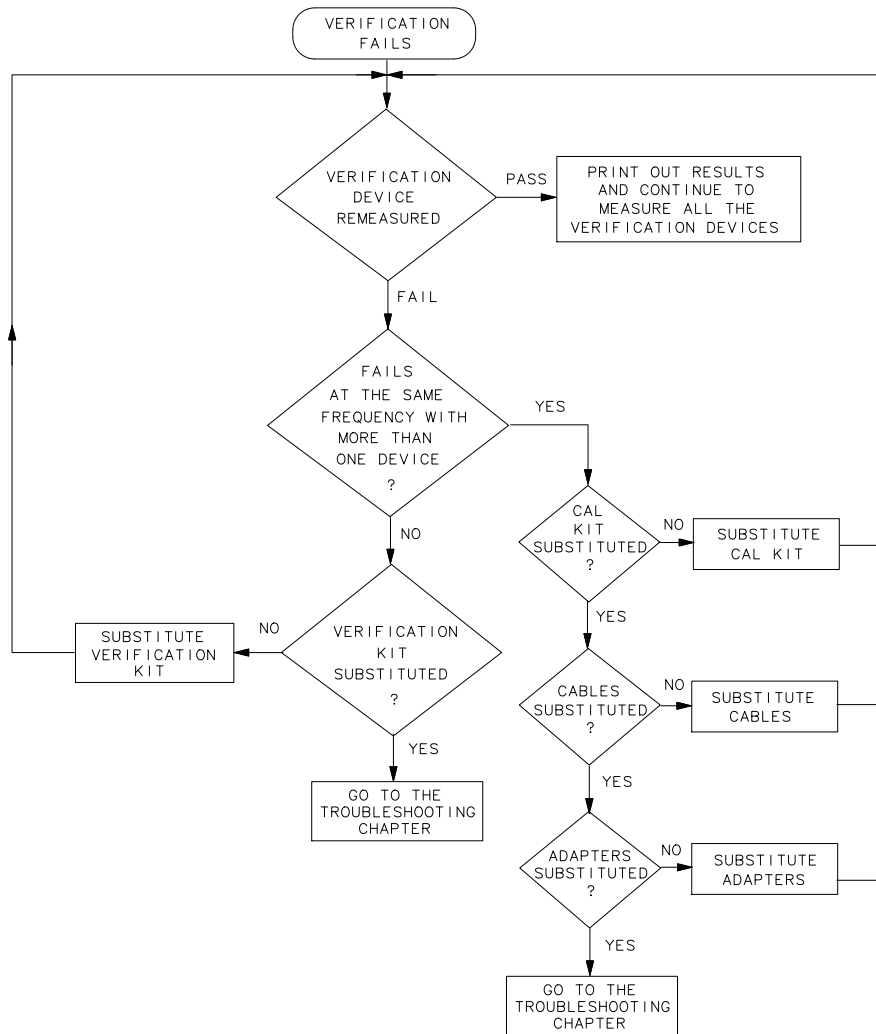 VERIFICATION
FAILS
VERIFICATION
DEVICE
REMEASURED
PASS
PRINT OUT RESULTS
AND CONTINUE TO
MEASURE ALL THE
VERIFICATION DEVICES
FAIL
FAILS
AT THE SAME
FREQUENCY WITH
MORE THAN
ONE DEVICE
?
YES
CAL
KIT
SUBSTITUTED
?
NO
SUBSTITUTE
CAL KIT
NO
YES
VERIFICATION
KIT
SUBSTITUTED
?
NO
SUBSTITUTE
VERIFICATION
KIT
CABLES
SUBSTITUTED
?
NO
SUBSTITUTE
CABLES
YES
GO TO THE
TROUBLESHOOTING
CHAPTER
YES
ADAPTERS
SUBSTITUTED
?
NO
SUBSTITUTE
ADAPTERS
YES
GO TO THE
TROUBLESHOOTING
CHAPTER